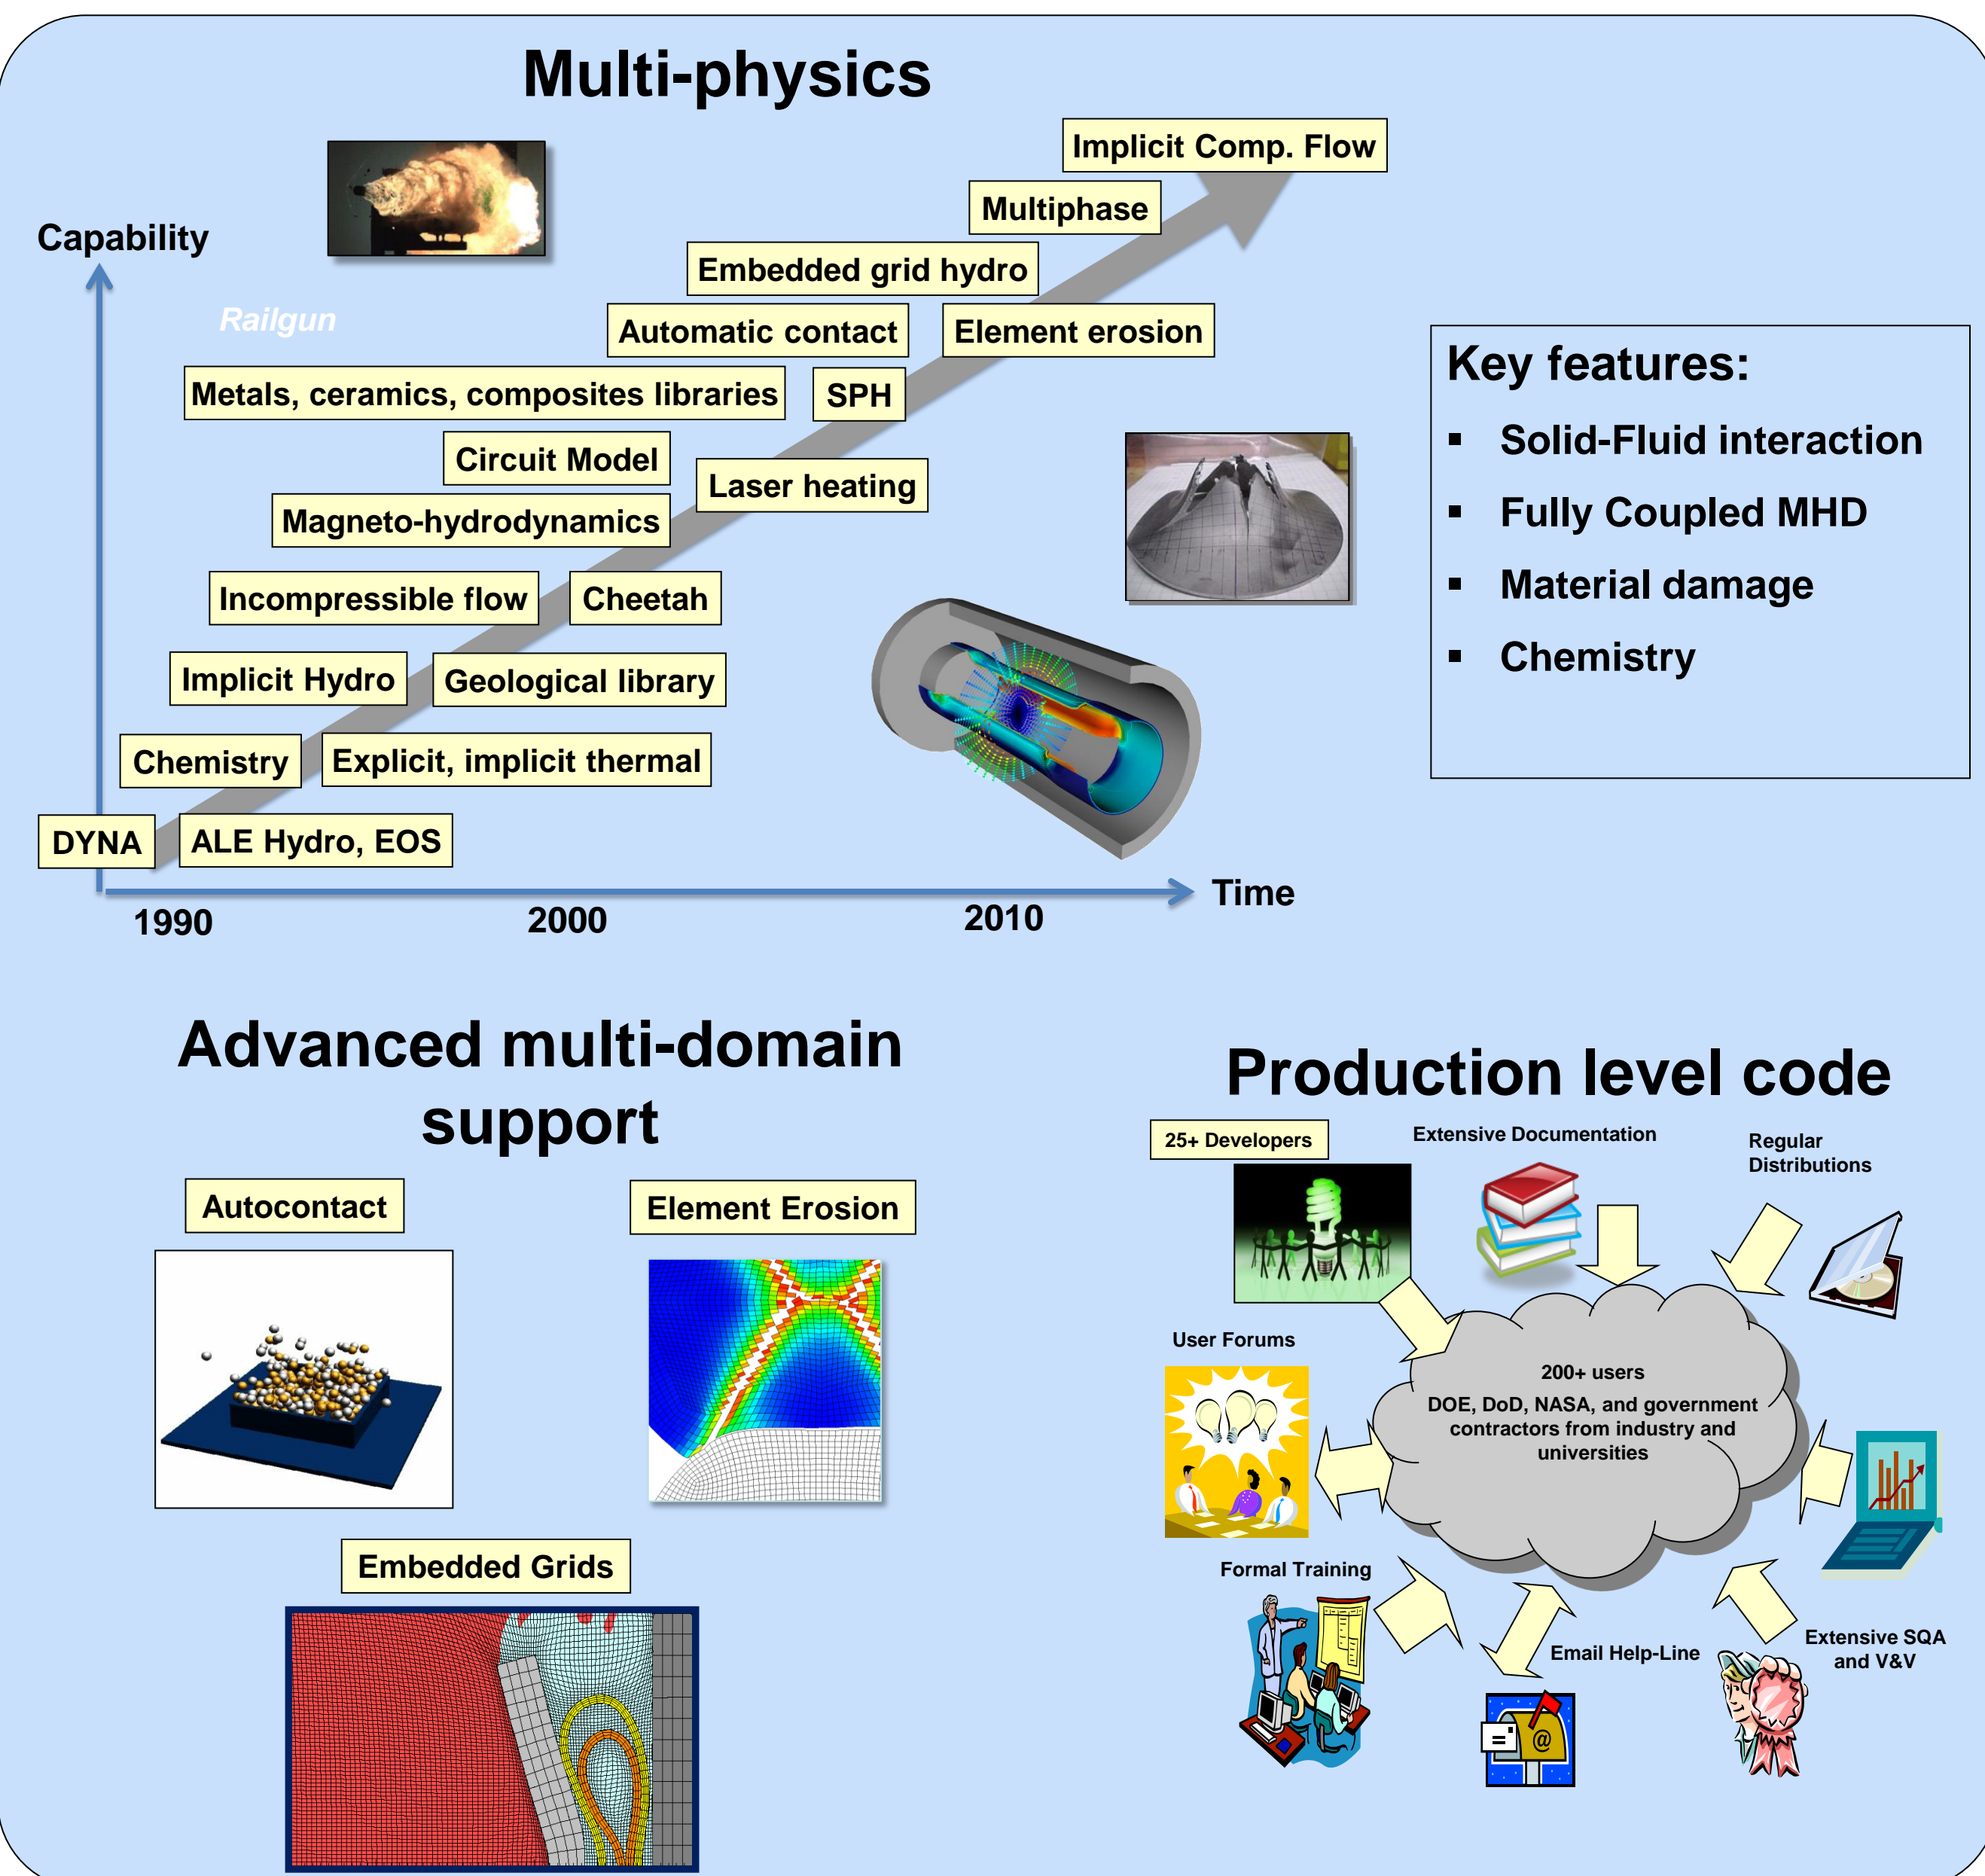 Multi-physics
Implicit Comp. Flow
Multiphase
Capability
Embedded grid hydro
Railgun
Automatic contact
Element erosion
Metals, ceramics, composites libraries
SPH
Circuit Model
Laser heating
Magneto-hydrodynamics
Incompressible flow
Cheetah
Implicit Hydro
Geological library
Chemistry
Explicit, implicit thermal
DYNA
ALE Hydro, EOS
Time
1990
2000
2010
Key features:
▪ Solid-Fluid interaction
▪ Fully Coupled MHD
▪ Material damage
▪ Chemistry
Advanced multi-domain
support
Autocontact
Element Erosion
Embedded Grids
Production level code
25+ Developers
Extensive Documentation
Regular
Distributions
User Forums
200+ users
DOE, DoD, NASA, and government
contractors from industry and
universities
Formal Training
Email Help-Line
@
Extensive SQA
and V&V